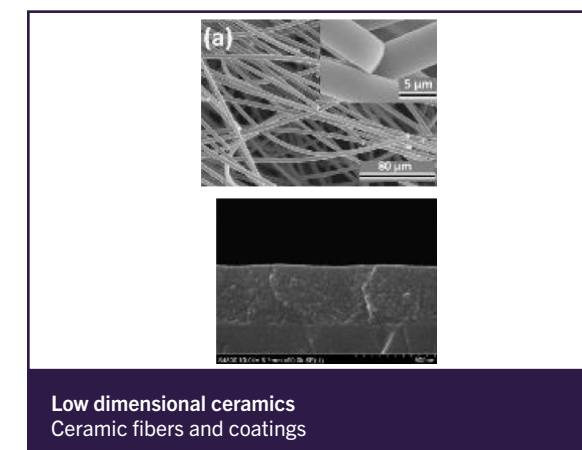 (a)
5 µm
80 µm
Low dimensional ceramics
Ceramic fibers and coatings